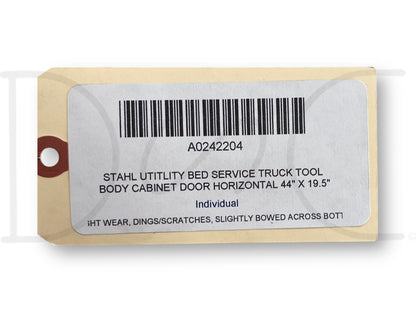 A0242204
STAHL UTITLITY BED SERVICE TRUCK TOOL
BODY CABINET DOOR HORIZONTAL 44" X 19.5"
Individual
WEAR, DINGS/SCRATCHES, SLIGHTLY BOWED ACROSS